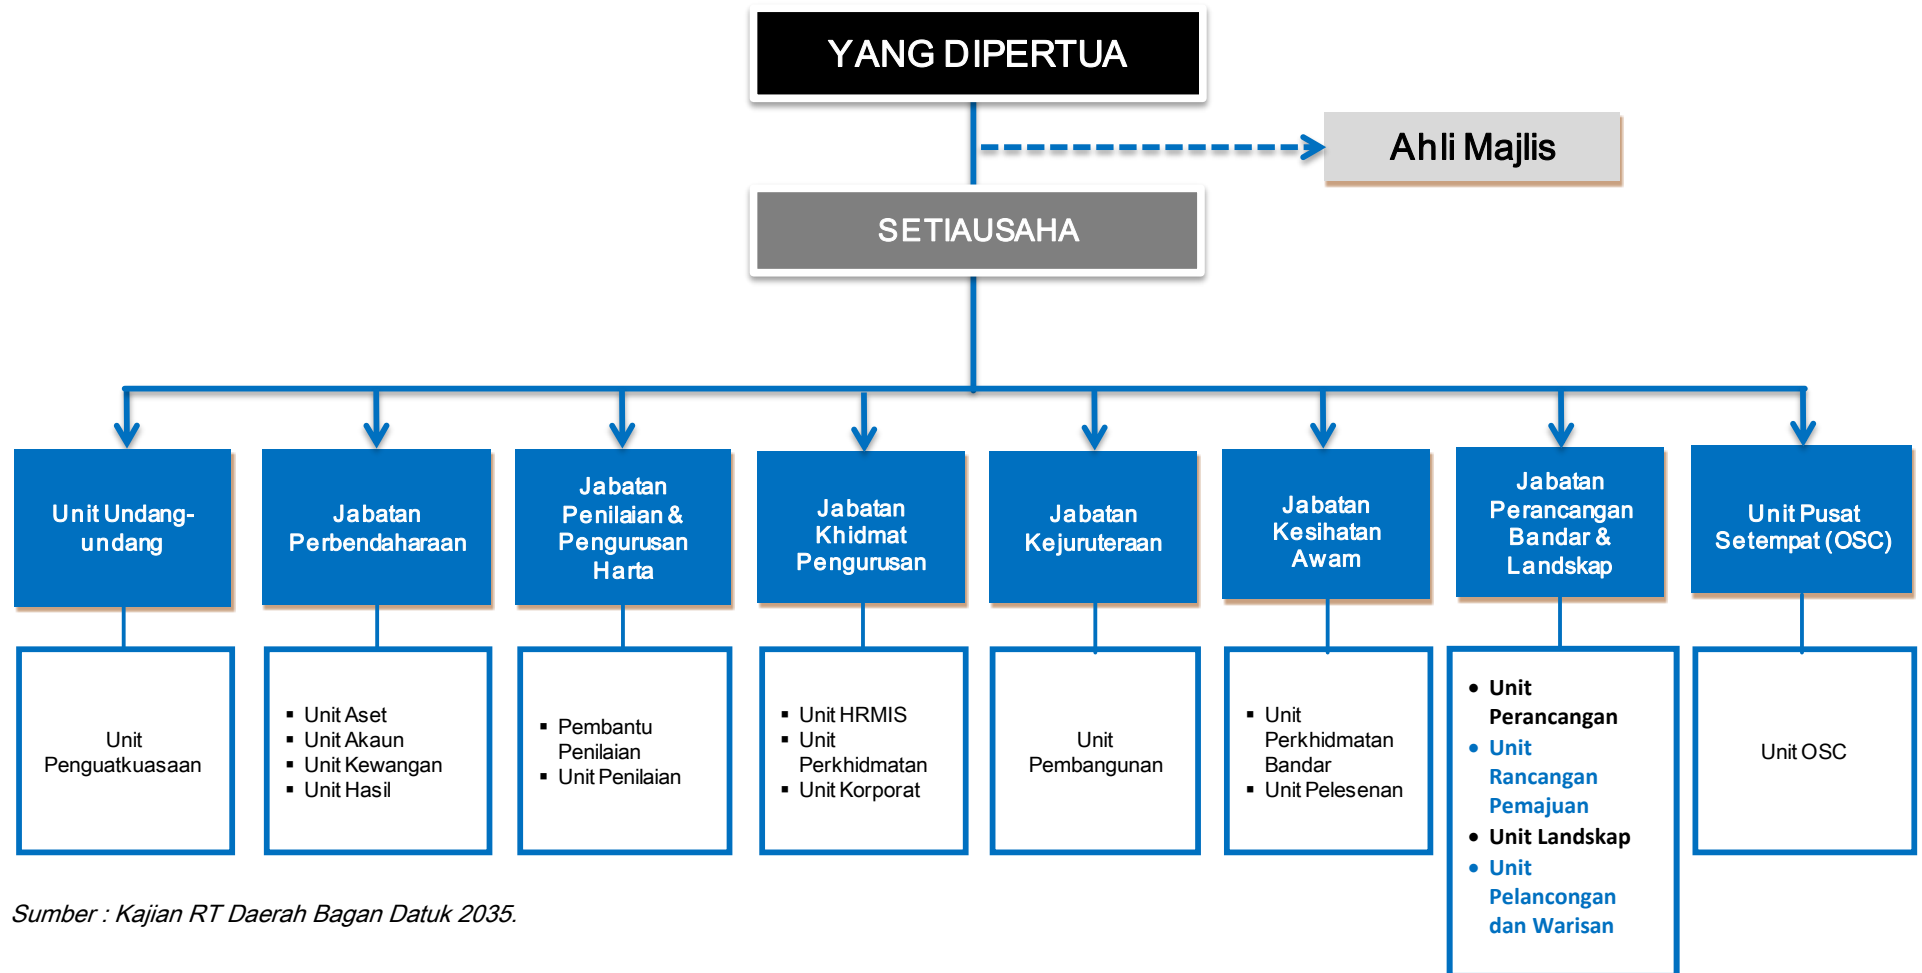 YANG DIPERTUA
Ahli Majlis
SETIAUSAHA
Unit Undang-
undang
Jabatan
Perbendaharaan
Jabatan
Penilaian &
Pengurusan
Harta
Jabatan
Khidmat
Pengurusan
Jabatan
Kejuruteraan
Jabatan
Kesihatan
Awam
Jabatan
Perancangan
Bandar &
Landskap
Unit Pusat
Setempat (OSC)
Unit
Penguatkuasaan
▪ Unit Aset
▪ Unit Akaun
▪ Unit Kewangan
▪ Unit Hasil
▪ Pembantu
Penilaian
▪ Unit Penilaian
▪ Unit HRMIS
▪ Unit
Perkhidmatan
▪ Unit Korporat
Unit
Pembangunan
▪ Unit
Perkhidmatan
Bandar
▪ Unit Pelesenan
• Unit
Perancangan
• Unit
Rancangan
Pemajuan
• Unit Landskap
• Unit
Pelancongan
dan Warisan
Unit OSC
Sumber : Kajian RT Daerah Bagan Datuk 2035.